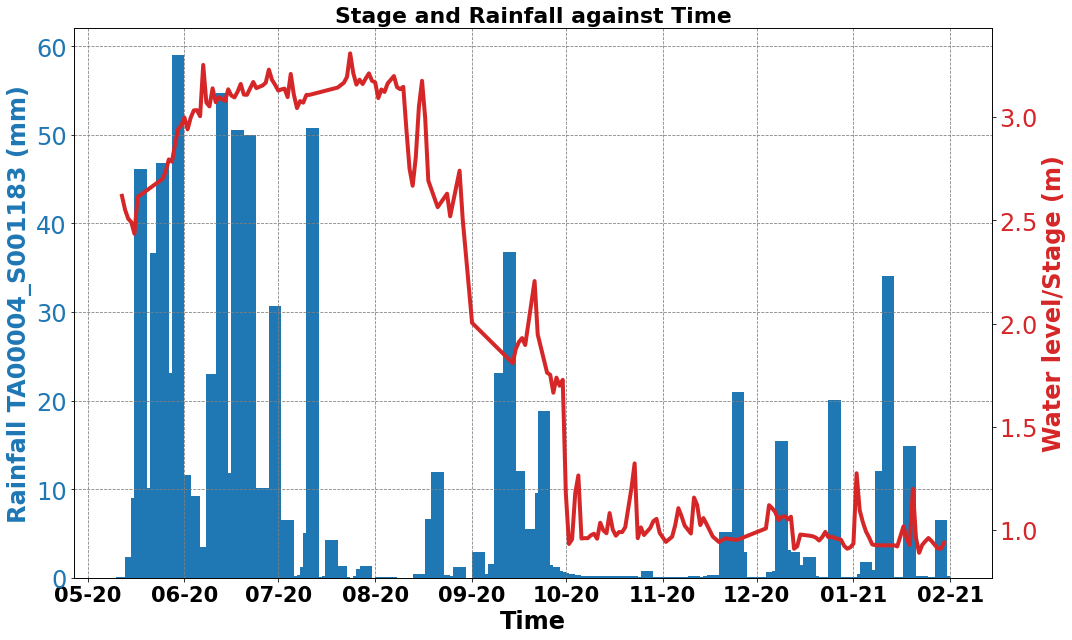 Stage and Rainfall against Time
Rainfall TA00004_S001183 (mm)
60
50
40
30
20
10
0
3.0
2.5
2.0
1.5
1.0
Water level/Stage (m)
05-20 06-20 07-20 08-20 09-20 10-20 11-20 12-20 01-21 02-21
Time